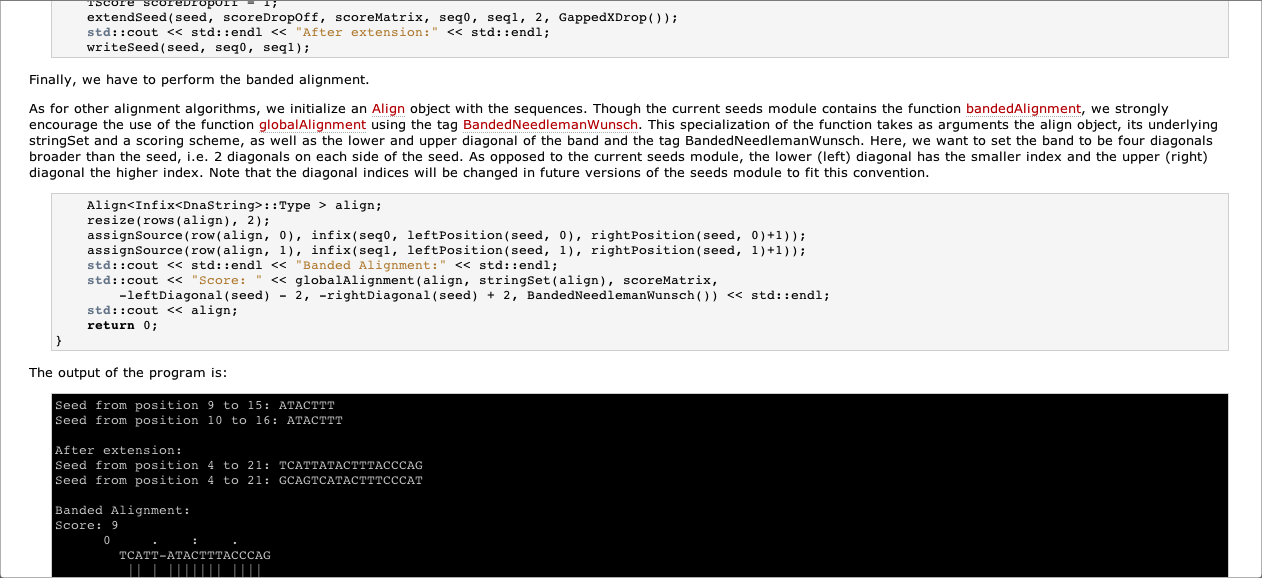 TScore scoreDropOff = 1;
extendSeed(seed, scoreDropOff, scoreMatrix, seq0, seq1, 2, GappedXDrop());
std::cout << std::endl << "After extension:" << std::endl;
writeSeed(seed, seq0, seq1);
Finally, we have to perform the banded alignment.
As for other alignment algorithms, we initialize an Align object with the sequences. Though the current seeds module contains the function bandedAlignment, we strongly
encourage the use of the function globalAlignment using the tag BandedNeedlemanWunsch. This specialization of the function takes as arguments the align object, its underlying
stringSet and a scoring scheme, as well as the lower and upper diagonal of the band and the tag BandedNeedlemanWunsch. Here, we want to set the band to be four diagonals
broader than the seed, i.e. 2 diagonals on each side of the seed. As opposed to the current seeds module, the lower (left) diagonal has the smaller index and the upper (right)
diagonal the higher index. Note that the diagonal indices will be changed in future versions of the seeds module to fit this convention.
Align<Infix<DnaString>::Type > align;
resize(rows(align), 2);
assignSource(row(align, 0), infix(seq0, leftPosition(seed, 0), rightPosition(seed, 0)+1));
assignSource(row(align, 1), infix(seq1, leftPosition(seed, 1), rightPosition(seed, 1)+1));
std::cout << std::endl << "Banded Alignment:" << std::endl;
std::cout << "Score: " << globalAlignment(align, stringSet(align), scoreMatrix,
-leftDiagonal(seed) - 2, -rightDiagonal(seed) + 2, BandedNeedlemanWunsch()) << std::endl;
std::cout << align;
return 0;
}
The output of the program is:
Seed from position 9 to 15: ATACTTT
Seed from position 10 to 16: ATACTTT
After extension:
Seed from position 4 to 21: TCATTATACTTTACCCAG
Seed from position 4 to 21: GCAGTCATACTTTCCCAT
Banded Alignment:
Score: 9
0     .    :    .
TCATT-ATACTTTACCCAG
|| | ||||||| ||||